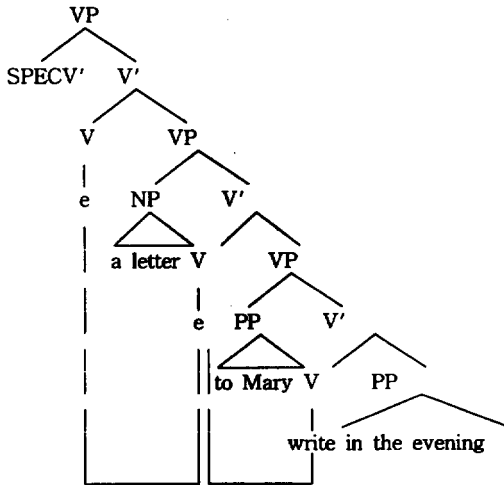 VP
SPECV' V'
V VP
e NP V'
a letter V VP
e PP V'
to Mary V PP
write in the evening